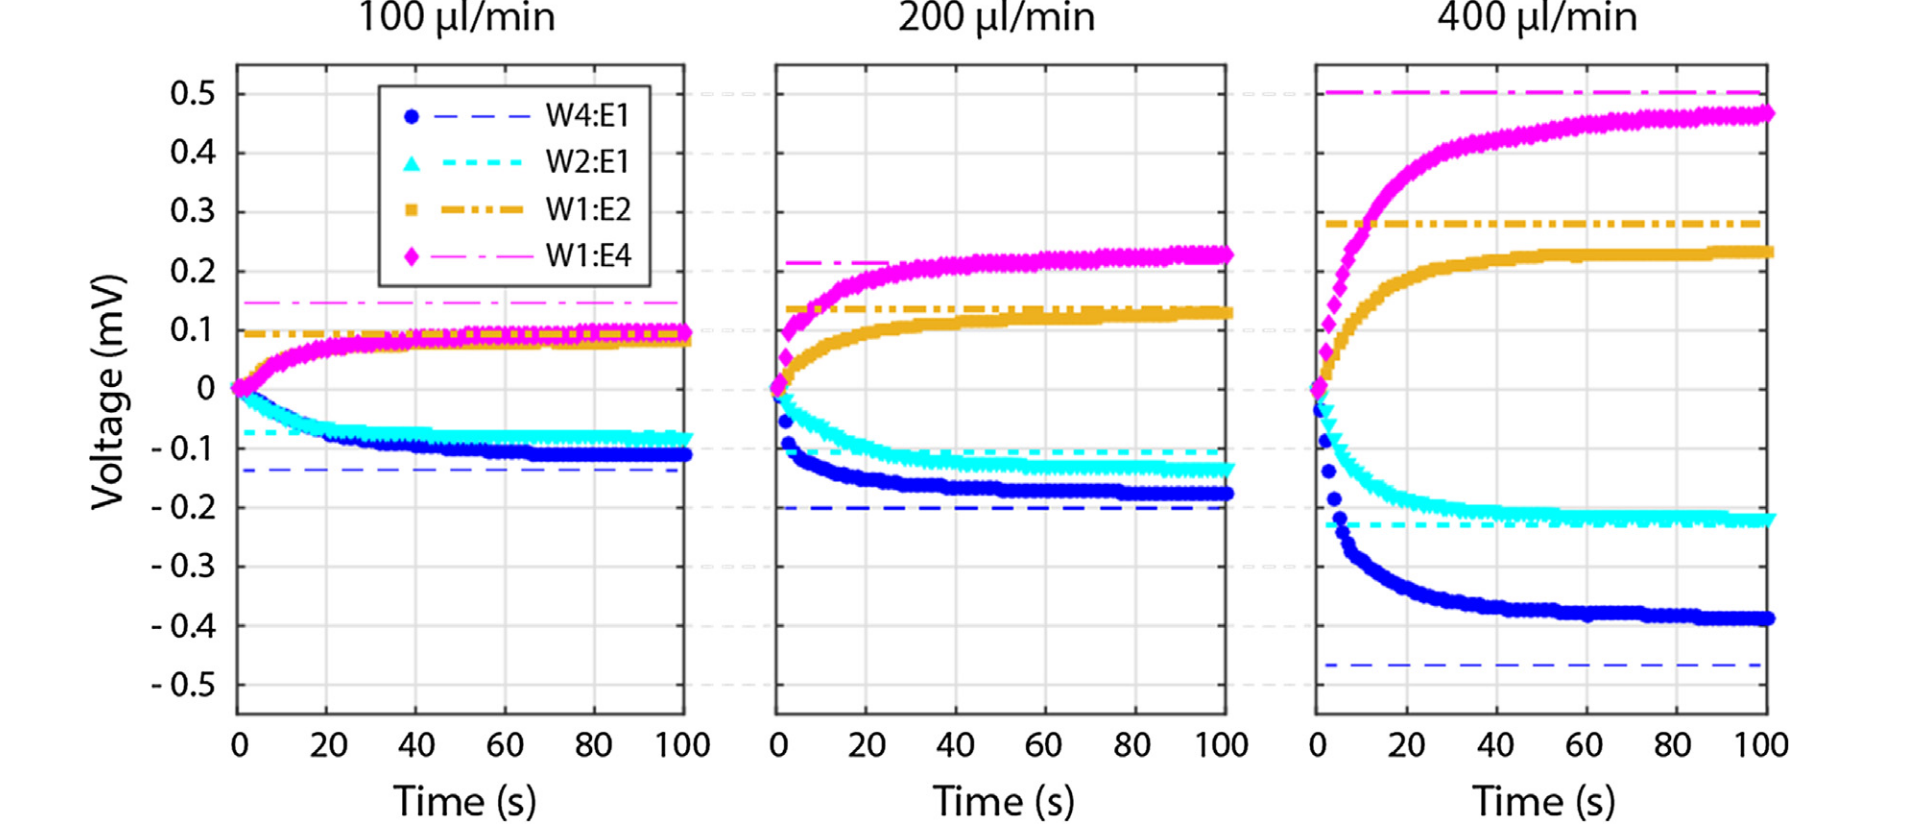 100 µl/min
200 µl/min
400 µl/min
Voltage (mV)
0.5
0.4
0.3
0.2
0.1
0
- 0.1
- 0.2
- 0.3
- 0.4
- 0.5
W4:E1
W2:E1
W1:E2
W1:E4
0 20 40 60 80 100
0 20 40 60 80 100
0 20 40 60 80 100
Time (s)
Time (s)
Time (s)